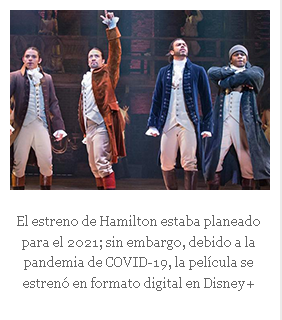 El estreno de Hamilton estaba planeado
para el 2021; sin embargo, debido a la
pandemia de COVID-19, la película se
estrenó en formato digital en Disney+